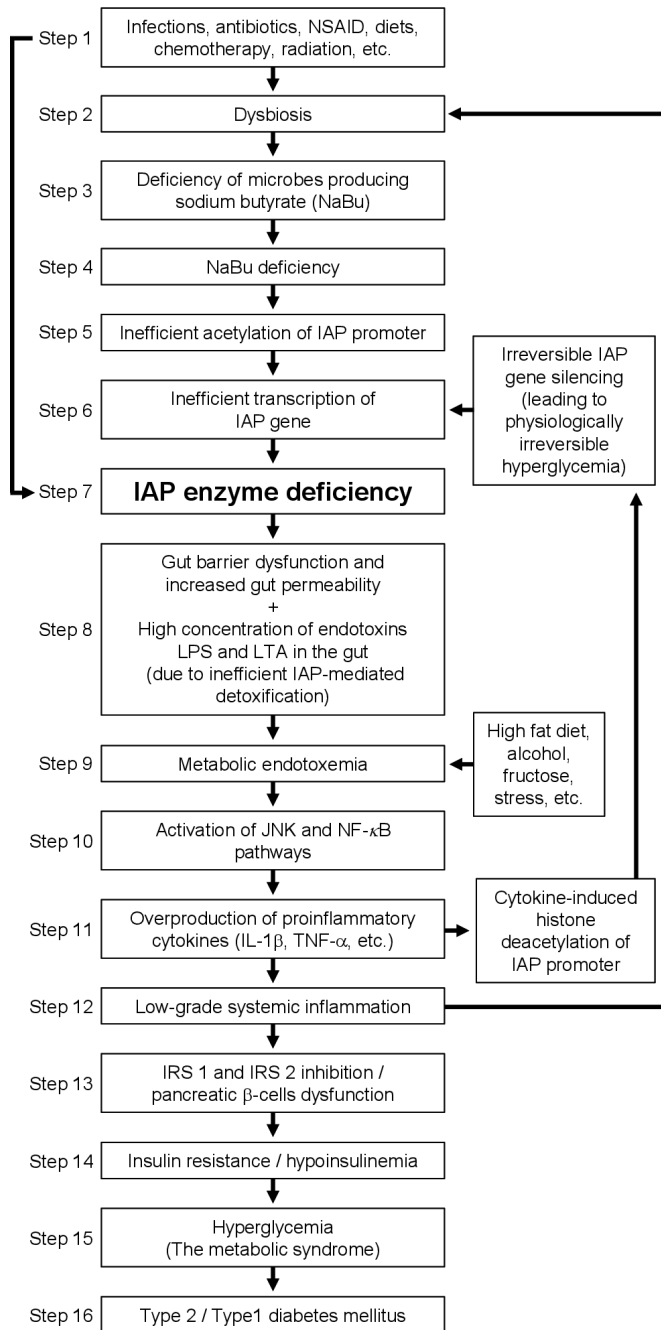 Step 1
Infections, antibiotics, NSAID, diets,
chemotherapy, radiation, etc.
Step 2
Dysbiosis
Step 3
Deficiency of microbes producing
sodium butyrate (NaBu)
Step 4
NaBu deficiency
Step 5
Inefficient acetylation of IAP promoter
Irreversible IAP
gene silencing
(leading to
physiologically
irreversible
hyperglycemia)
Step 6
Inefficient transcription of
IAP gene
Step 7
IAP enzyme deficiency
Step 8
Gut barrier dysfunction and
increased gut permeability
+
High concentration of endotoxins
LPS and LTA in the gut
(due to inefficient IAP-mediated
detoxification)
Step 9
Metabolic endotoxemia
High fat diet,
alcohol,
fructose,
stress, etc.
Step 10
Activation of JNK and NF-κB
pathways
Step 11
Overproduction of proinflammatory
cytokines (IL-1β, TNF-α, etc.)
Cytokine-induced
histone
deacetylation of
IAP promoter
Step 12
Low-grade systemic inflammation
Step 13
IRS 1 and IRS 2 inhibition /
pancreatic β-cells dysfunction
Step 14
Insulin resistance / hypoinsulinemia
Step 15
Hyperglycemia
(The metabolic syndrome)
Step 16
Type 2 / Type1 diabetes mellitus